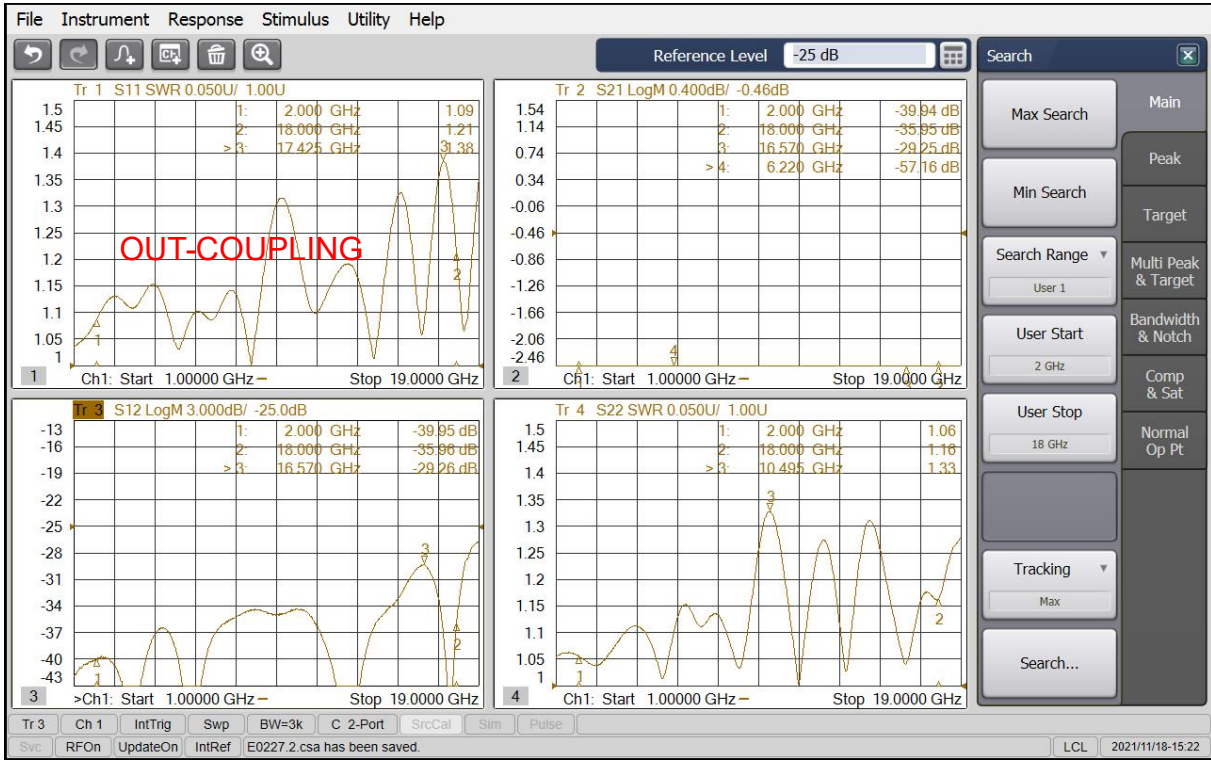 File Instrument Response Stimulus Utility Help
Reference Level -25 dB
Tr 1 S11 SWR 0.050U/ 1.00U
1: 2.000 GHz 1.09
2: 18.000 GHz 1.21
> 3: 17.425 GHz 1.38
1.5
1.45
1.4
1.35
1.3
1.25
1.2
1.15
1.1
1.05
1
OUT-COUPLING
3
2
1
1 Ch1: Start 1.00000 GHz Stop 19.0000 GHz
Tr 2 S21 LogM 0.400dB/ -0.46dB
1: 2.000 GHz -39.94 dB
2: 18.000 GHz -35.95 dB
3: 16.570 GHz -29.25 dB
> 4: 6.220 GHz -57.16 dB
1.54
1.14
0.74
0.34
-0.06
-0.46
-0.86
-1.26
-1.66
-2.06
-2.46
4
2 Ch1: Start 1.00000 GHz Stop 19.0000 GHz
Tr 3 S12 LogM 3.000dB/ -25.0dB
1: 2.000 GHz -39.95 dB
2: 18.000 GHz -35.96 dB
> 3: 16.570 GHz -29.26 dB
-13
-16
-19
-22
-25
-28
-31
-34
-37
-40
-43
3
2
1
3 >Ch1: Start 1.00000 GHz Stop 19.0000 GHz
Tr 4 S22 SWR 0.050U/ 1.00U
1: 2.000 GHz 1.06
2: 18.000 GHz 1.16
> 3: 10.495 GHz 1.33
1.5
1.45
1.4
1.35
1.3
1.25
1.2
1.15
1.1
1.05
1
3
2
1
4 Ch1: Start 1.00000 GHz Stop 19.0000 GHz
Search
Max Search
Min Search
Search Range
User 1
User Start
2 GHz
User Stop
18 GHz
Tracking
Max
Search...
Main
Peak
Target
Multi Peak
& Target
Bandwidth
& Notch
Comp
& Sat
Normal
Op Pt
Tr 3 Ch 1 IntTrig Swp BW=3k C 2-Port SrcCal Sim Pulse
Svc RFOn UpdateOn IntRef E0227.2.csa has been saved. LCL 2021/11/18-15:22